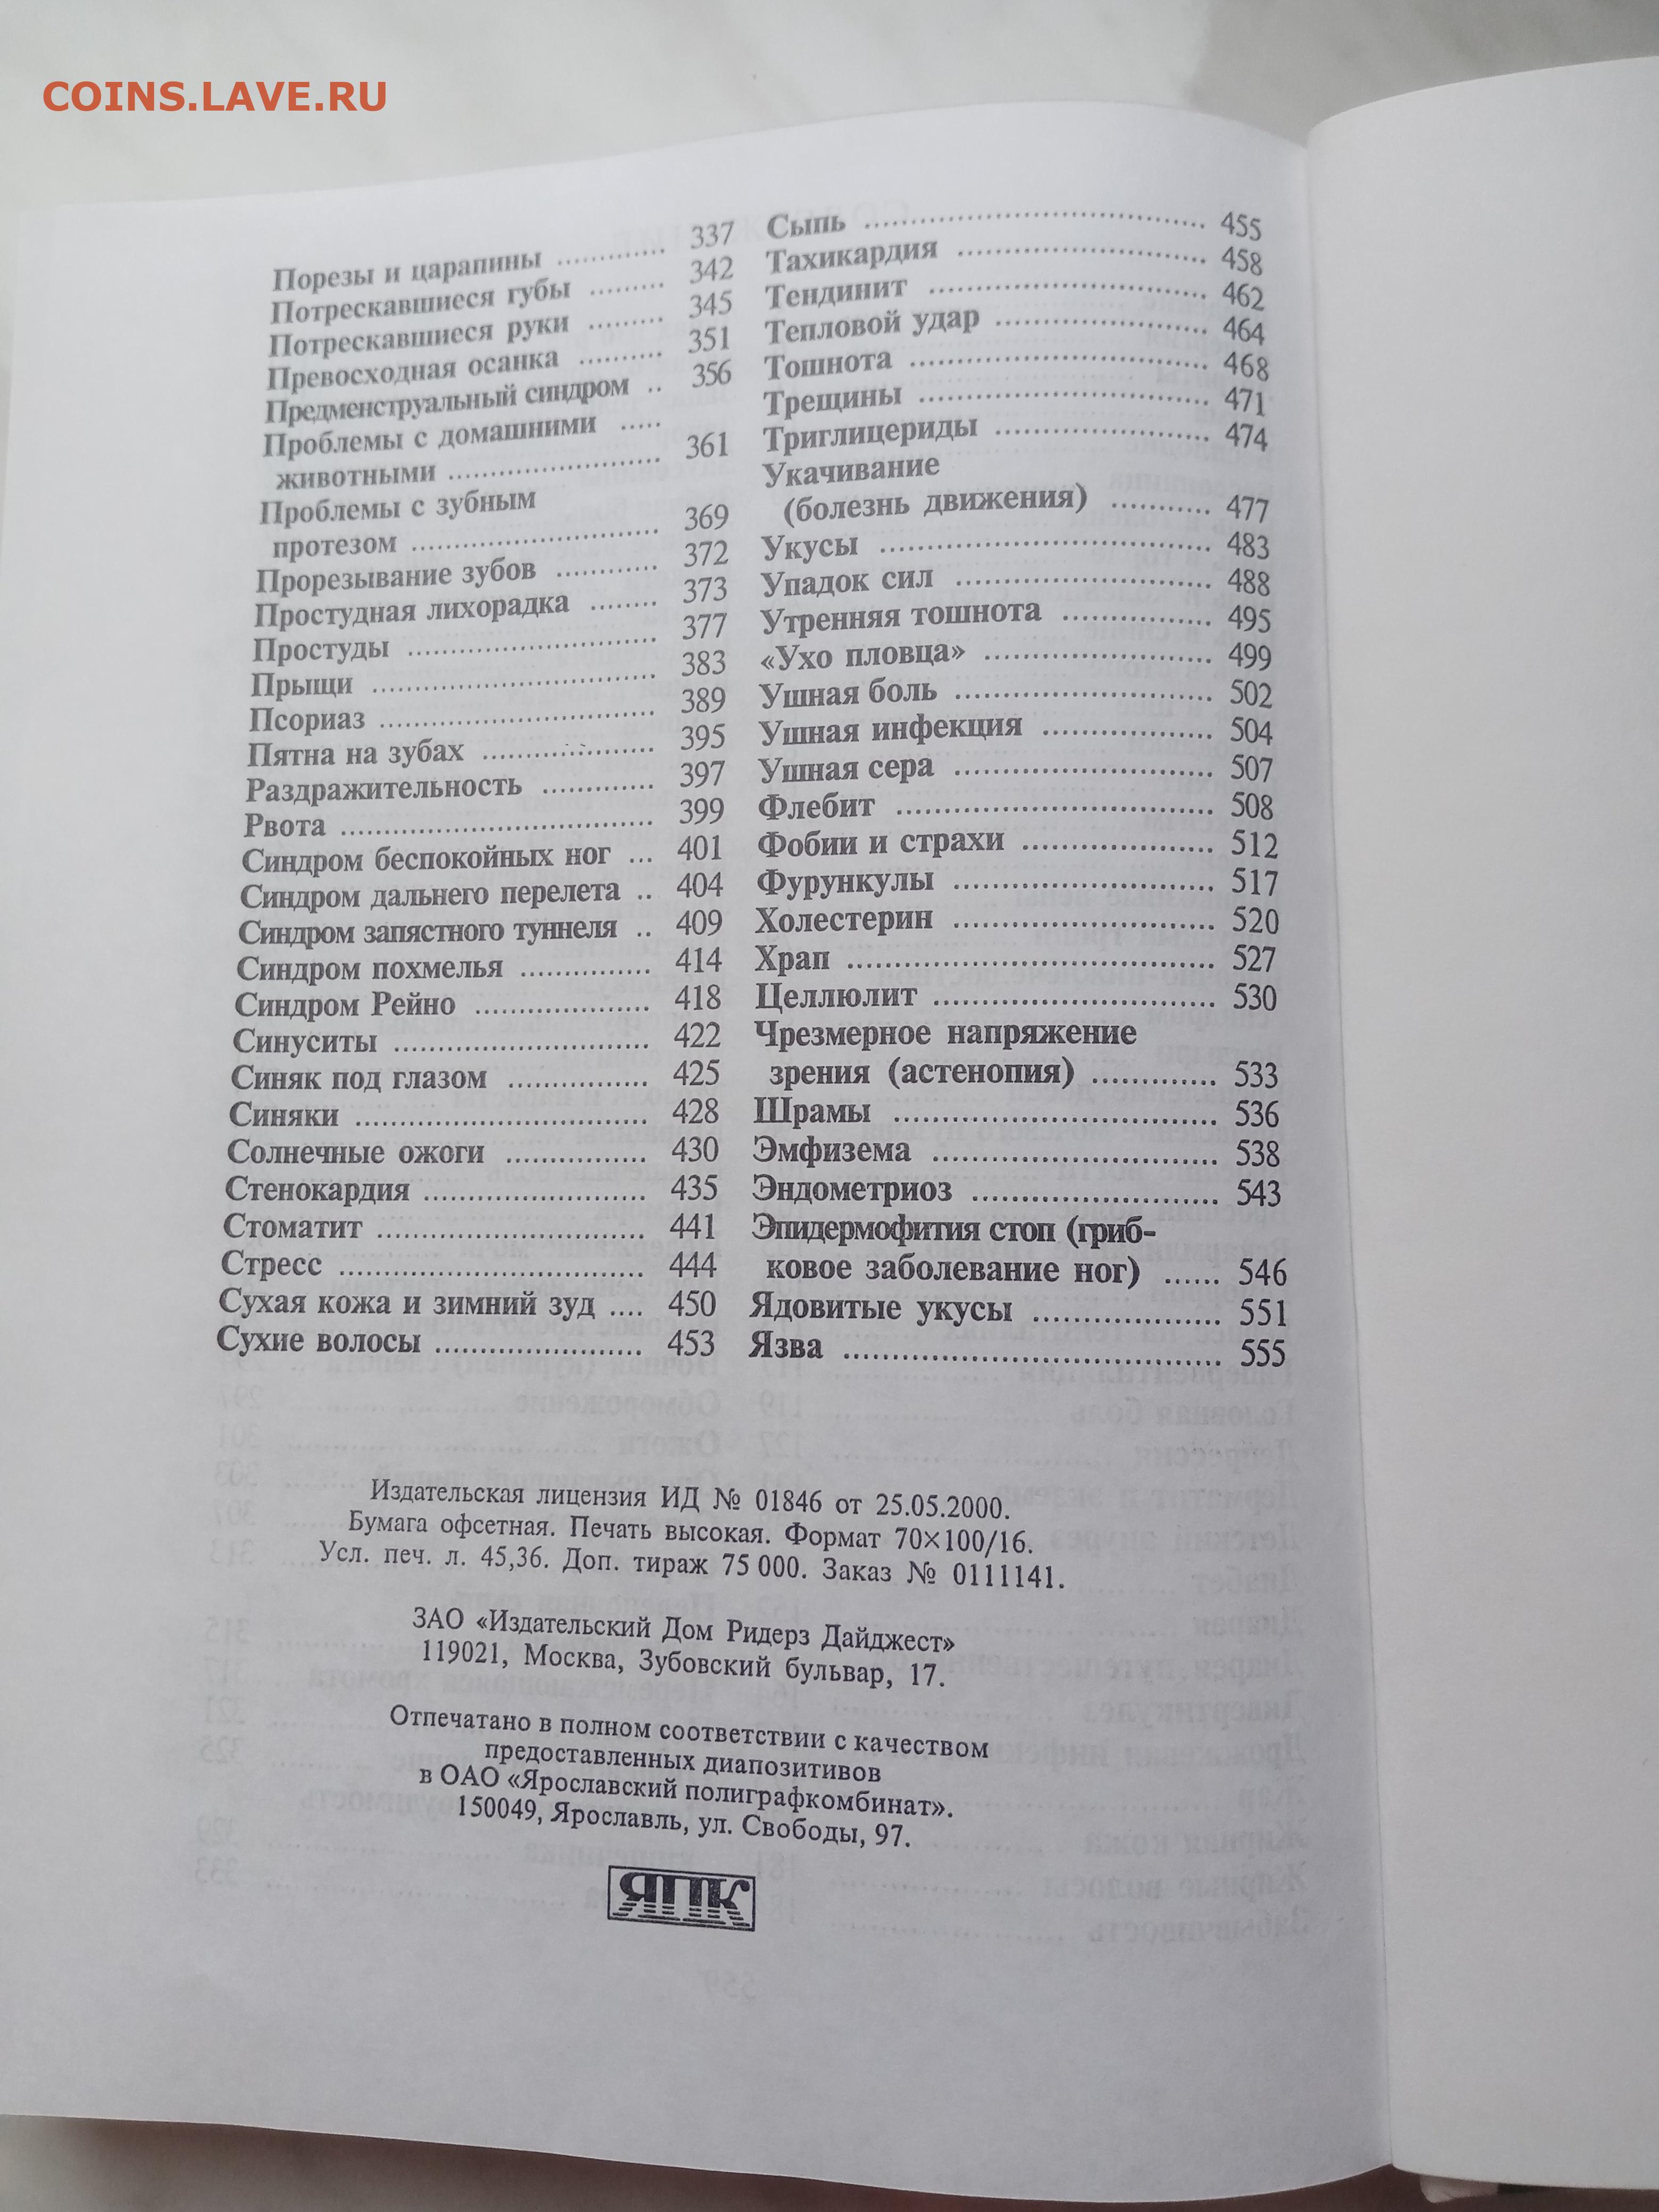 COINS.LAVE.RU
Порезы и царапины ............. 337
Потрескавшиеся губы ......... 342
Потрескавшиеся руки ......... 345
Превосходная осанка .......... 351
Предменструальный синдром .. 356
Проблемы с домашними .....
животными ......................... 361
Проблемы с зубным
протезом ............................. 369
Прорезывание зубов ............ 372
Простудная лихорадка ........ 373
Простуды ............................. 377
Прыщи ................................. 383
Псориаз ................................ 389
Пятна на зубах .................... 395
Раздражительность ............. 397
Рвота ..................................... 399
Синдром беспокойных ног ... 401
Синдром дальнего перелета .. 404
Синдром запястного туннеля .. 409
Синдром похмелья ............... 414
Синдром Рейно .................... 418
Синуситы .............................. 422
Синяк под глазом ................ 425
Синяки .................................. 428
Солнечные ожоги ................ 430
Стенокардия ......................... 435
Стоматит ............................... 441
Стресс ................................... 444
Сухая кожа и зимний зуд .... 450
Сухие волосы ........................ 453
Сыпь ....................................... 455
Тахикардия ............................. 458
Тендинит ................................ 462
Тепловой удар ........................ 464
Тошнота .................................. 468
Трещины ................................. 471
Триглицериды ........................ 474
Укачивание
(болезнь движения) ........... 477
Укусы ...................................... 483
Упадок сил ............................. 488
Утренняя тошнота ................. 495
«Ухо пловца» .......................... 499
Ушная боль ............................. 502
Ушная инфекция .................... 504
Ушная сера ............................. 507
Флебит .................................... 508
Фобии и страхи ...................... 512
Фурункулы .............................. 517
Холестерин .............................. 520
Храп ........................................ 527
Целлюлит ................................ 530
Чрезмерное напряжение
зрения (астенопия) ............. 533
Шрамы .................................... 536
Эмфизема ................................ 538
Эндометриоз ........................... 543
Эпидермофития стоп (гриб-
ковое заболевание ног) ...... 546
Ядовитые укусы ..................... 551
Язва ......................................... 555
Издательская лицензия ИД № 01846 от 25.05.2000.
Бумага офсетная. Печать высокая. Формат 70×100/16.
Усл. печ. л. 45,36. Доп. тираж 75 000. Заказ № 0111141.
ЗАО «Издательский Дом Ридерз Дайджест»
119021, Москва, Зубовский бульвар, 17.
Отпечатано в полном соответствии с качеством
предоставленных диапозитивов
в ОАО «Ярославский полиграфкомбинат».
150049, Ярославль, ул. Свободы, 97.
ЯПК